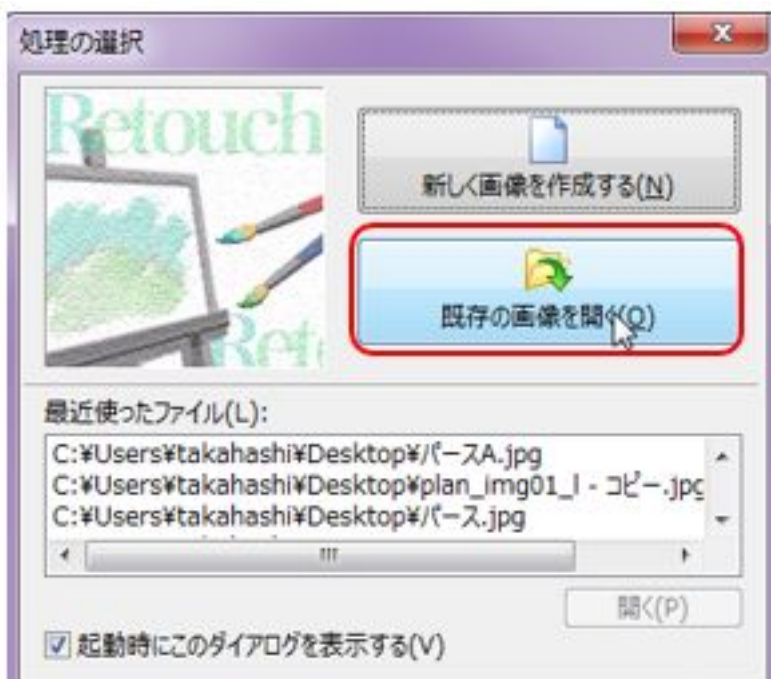 処理の選択
Retouch
新しく画像を作成する(N)
既存の画像を開く(O)
Ret
最近使ったファイル(L):
C:¥Users¥takahashi¥Desktop¥パースA.jpg
C:¥Users¥takahashi¥Desktop¥plan_img01_l - コピー.jpg
C:¥Users¥takahashi¥Desktop¥パース.jpg
開く(P)
起動時にこのダイアログを表示する(V)